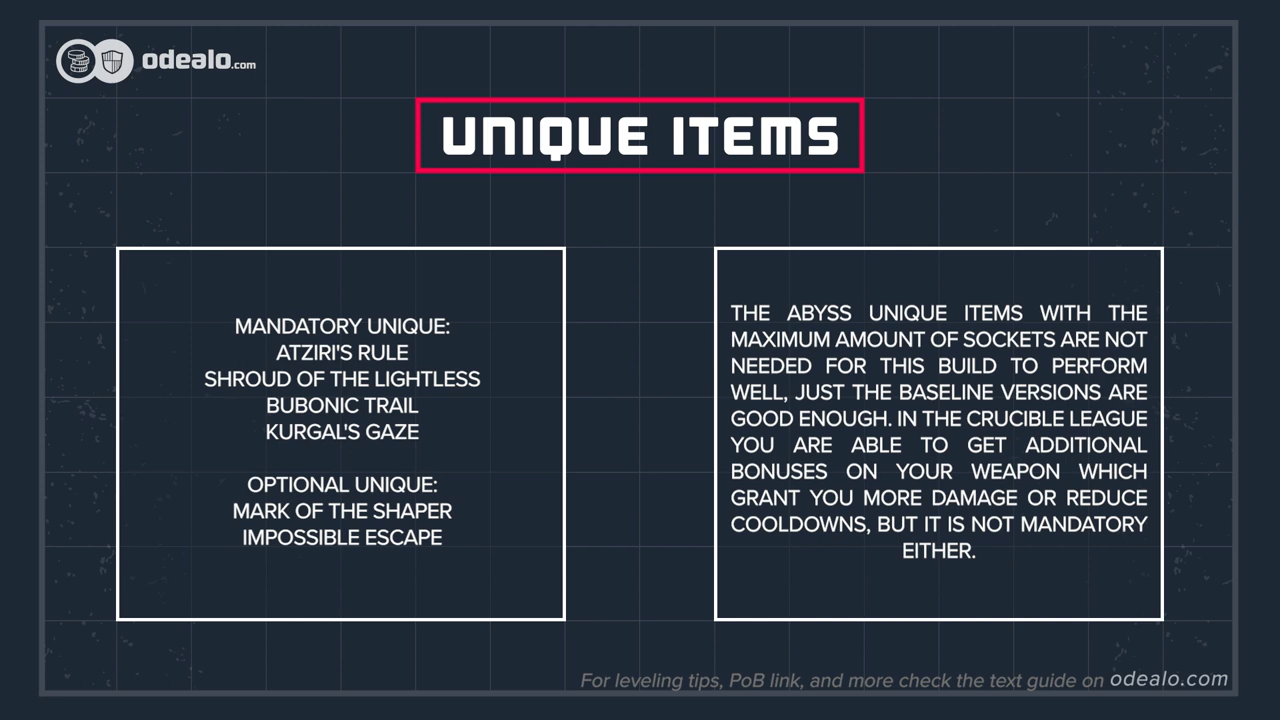 odealo.com
UNIQUE ITEMS
MANDATORY UNIQUE:
ATZIRI'S RULE
SHROUD OF THE LIGHTLESS
BUBONIC TRAIL
KURGAL'S GAZE
OPTIONAL UNIQUE:
MARK OF THE SHAPER
IMPOSSIBLE ESCAPE
THE ABYSS UNIQUE ITEMS WITH THE
MAXIMUM AMOUNT OF SOCKETS ARE NOT
NEEDED FOR THIS BUILD TO PERFORM
WELL, JUST THE BASELINE VERSIONS ARE
GOOD ENOUGH. IN THE CRUCIBLE LEAGUE
YOU ARE ABLE TO GET ADDITIONAL
BONUSES ON YOUR WEAPON WHICH
GRANT YOU MORE DAMAGE OR REDUCE
COOLDOWNS, BUT IT IS NOT MANDATORY
EITHER.
For leveling tips, PoB link, and more check the text guide on odealo.com